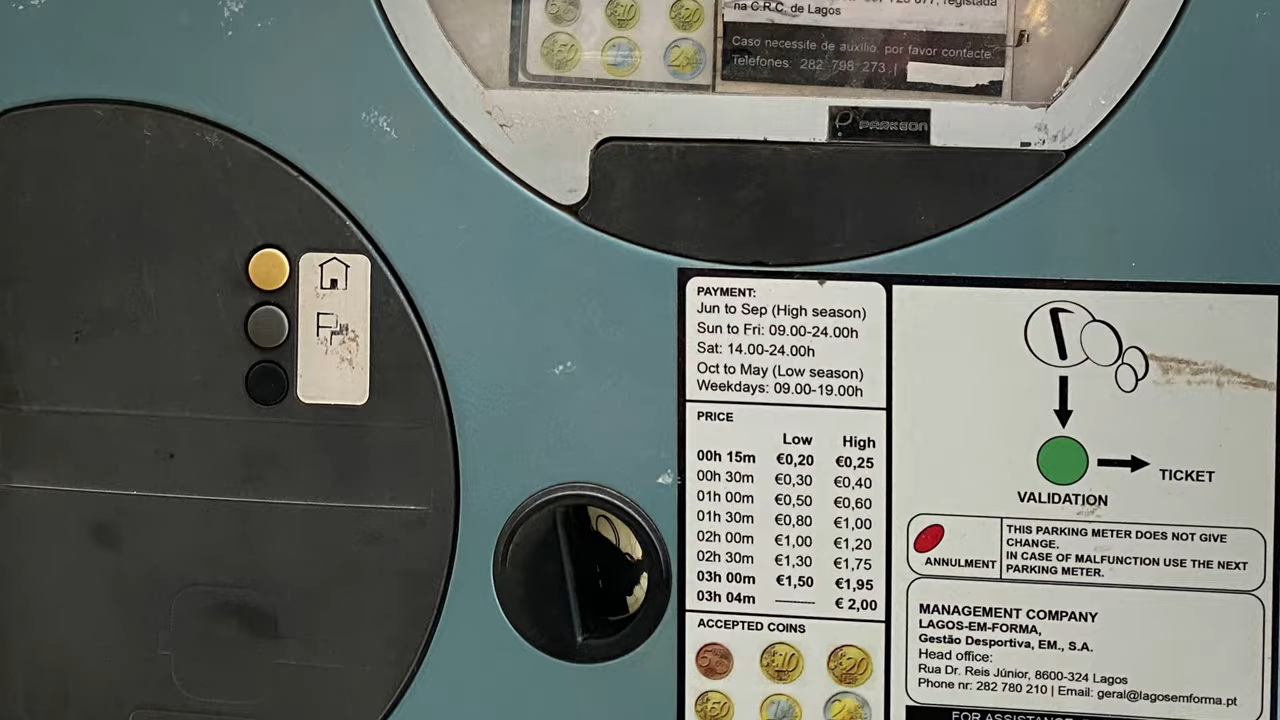 registada
na C.R.C. de Lagos
Caso necessite de auxílio, por favor contacte.
Telefones: 282 798 273 |
PARKEON
PAYMENT:
Jun to Sep (High season)
Sun to Fri: 09.00-24.00h
Sat: 14.00-24.00h
Oct to May (Low season)
Weekdays: 09.00-19.00h
PRICE
Low High
00h 15m €0,20 €0,25
00h 30m €0,30 €0,40
01h 00m €0,50 €0,60
01h 30m €0,80 €1,00
02h 00m €1,00 €1,20
02h 30m €1,30 €1,75
03h 00m €1,50 €1,95
03h 04m ——— € 2,00
ACCEPTED COINS
5 10 20
50 1 2
TICKET
VALIDATION
ANNULMENT
THIS PARKING METER DOES NOT GIVE
CHANGE.
IN CASE OF MALFUNCTION USE THE NEXT
PARKING METER.
MANAGEMENT COMPANY
LAGOS-EM-FORMA,
Gestão Desportiva, EM., S.A.
Head office:
Rua Dr. Reis Júnior, 8600-324 Lagos
Phone nr: 282 780 210 | Email: geral@lagosemforma.pt
FOR ASSISTANCE